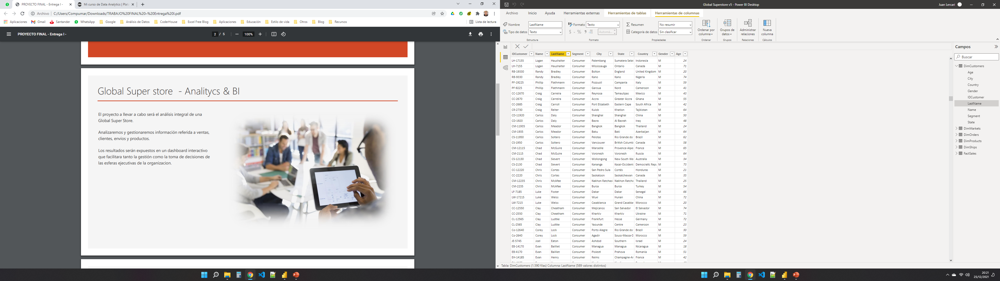 PROYECTO FINAL - Entrega I -
Mi curso de Data Analytics | Plat
Archivo C:/Users/Compumar/Downloads/TRABAJO%20FINAL%20–%20Entrega%20I.pdf
Aplicaciones Gmail Santander WhatsApp Google Análisis de Datos CoderHouse Excel Free Blog Aplicaciones Educación Estilo de vida Otros Blog Recursos Lista de lectura
PROYECTO FINAL - Entrega I - 2 / 5 100%
Global Super store - Analitycs & BI
El proyecto a llevar a cabo será el análisis integral de una
Global Super Store.
Analizaremos y gestionaremos información referida a ventas,
clientes, envíos y productos.
Los resultados serán expuestos en un dashboard interactivo
que facilitara tanto la gestión como la toma de decisiones de
las esferas ejecutivas de la organizacion.
Global Superstore v5 - Power BI Desktop Juan Lercari
Archivo Inicio Ayuda Herramientas externas Herramientas de tablas Herramientas de columnas
Nombre LastName
Tipo de datos Texto
Estructura
Formato Texto
$ % Automá...
Formato
Resumen No resumir
Categoría de datos Sin clasificar
Propiedades
Ordenar por
columna
Ordenar
Grupos de
datos
Grupos
Administrar
relaciones
Relaciones
Nueva
columna
Cálculos
IDCustomer Name LastName Segment City State Country Gender Age
LH-17155 Logan Haushalter Consumer Palembang Sumatera Selat Indonesia M 24
LH-7155 Logan Haushalter Consumer Mississauga Ontario Canada M 71
RB-19330 Randy Bradley Consumer Bolton England United Kingdom M 20
RB-9330 Randy Bradley Consumer Kano Kano Nigeria M 74
PF-19225 Phillip Flathmann Consumer Pozzuoli Campania Italy M 59
PF-9225 Phillip Flathmann Consumer Garoua Nord Cameroon M 41
CC-12670 Craig Carreira Consumer Reynosa Tamaulipas Mexico M 43
CC-2670 Craig Carreira Consumer Accra Greater Accra Ghana M 55
CC-2685 Craig Carroll Consumer Port Elizabeth Eastern Cape South Africa M 42
CR-2730 Craig Reiter Consumer Kulob Khatlon Tajikistan M 64
CD-11920 Carlos Daly Consumer Shanghai Shanghai China M 50
CD-1920 Carlos Daly Consumer Basra Al Basrah Iraq M 48
CM-11935 Carlos Meador Consumer Bangkok Bangkok Thailand M 24
CM-1935 Carlos Meador Consumer Baku Baki Azerbaijan M 64
CS-11950 Carlos Soltero Consumer Pelotas Rio Grande do Brazil M 62
CS-1950 Carlos Soltero Consumer Vancouver British Columb Canada M 58
CM-12115 Chad McGuire Consumer Marseille Provence-Alpe France M 65
CM-2115 Chad McGuire Consumer Voronezh Voronezh Russia M 64
CS-12130 Chad Sievert Consumer Wollongong New South Wa Australia M 34
CS-2130 Chad Sievert Consumer Kananga Kasai-Occident Democratic Repu M 73
CC-12220 Chris Cortes Consumer San Pedro Sula Cortés Honduras M 21
CC-2220 Chris Cortes Consumer Saskatoon Saskatchewan Canada M 35
CM-12235 Chris McAfee Consumer Nakhon Ratchasi Nakhon Ratcha Thailand M 25
CM-2235 Chris McAfee Consumer Bursa Bursa Turkey M 54
LF-7185 Luke Foster Consumer Dakar Dakar Senegal M 66
LW-17215 Luke Weiss Consumer Wuxi Hunan China M 72
LW-7215 Luke Weiss Consumer Casablanca Grand Casablan Morocco M 20
CC-12550 Clay Cheatham Consumer Mejicanos San Salvador El Salvador M 74
CC-2550 Clay Cheatham Consumer Kharkiv Kharkiv Ukraine M 71
CL-12565 Clay Ludtke Consumer Frankfurt Hesse Germany M 72
CL-2565 Clay Ludtke Consumer Yaounde Centre Cameroon M 23
Co-12640 Corey Lock Consumer Porto Alegre Rio Grande do Brazil M 30
Co-2640 Corey Lock Consumer Agadir Souss-Massa-D Morocco M 59
JE-5745 Joel Eaton Consumer Ashdod Southern Israel M 24
EB-14170 Evan Bailliet Consumer Managua Managua Nicaragua M 18
EB-4170 Evan Bailliet Consumer Ploiesti Prahova Romania M 51
EH-14185 Evan Henry Consumer Reims Champagne-Ar France M 42
Tabla: DimCustomers (1.590 filas) Columna: LastName (589 valores distintos)
Campos
Buscar
DimCustomers
Age
City
Country
Gender
IDCustomer
LastName
Name
Segment
State
DimMarkets
DimOrders
DimProducts
DimShips
FactSales
20:21
25/12/2021